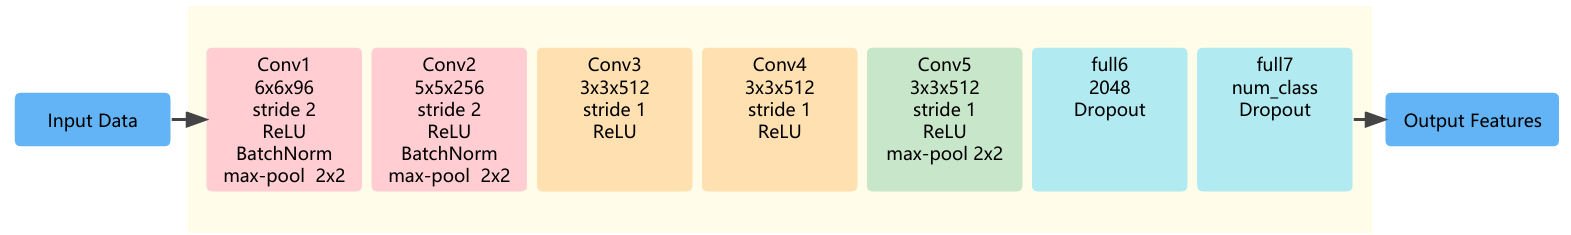 Input Data
Conv1
6x6x96
stride 2
ReLU
BatchNorm
max-pool  2x2
Conv2
5x5x256
stride 2
ReLU
BatchNorm
max-pool  2x2
Conv3
3x3x512
stride 1
ReLU
Conv4
3x3x512
stride 1
ReLU
Conv5
3x3x512
stride 1
ReLU
max-pool 2x2
full6
2048
Dropout
full7
num_class
Dropout
Output Features